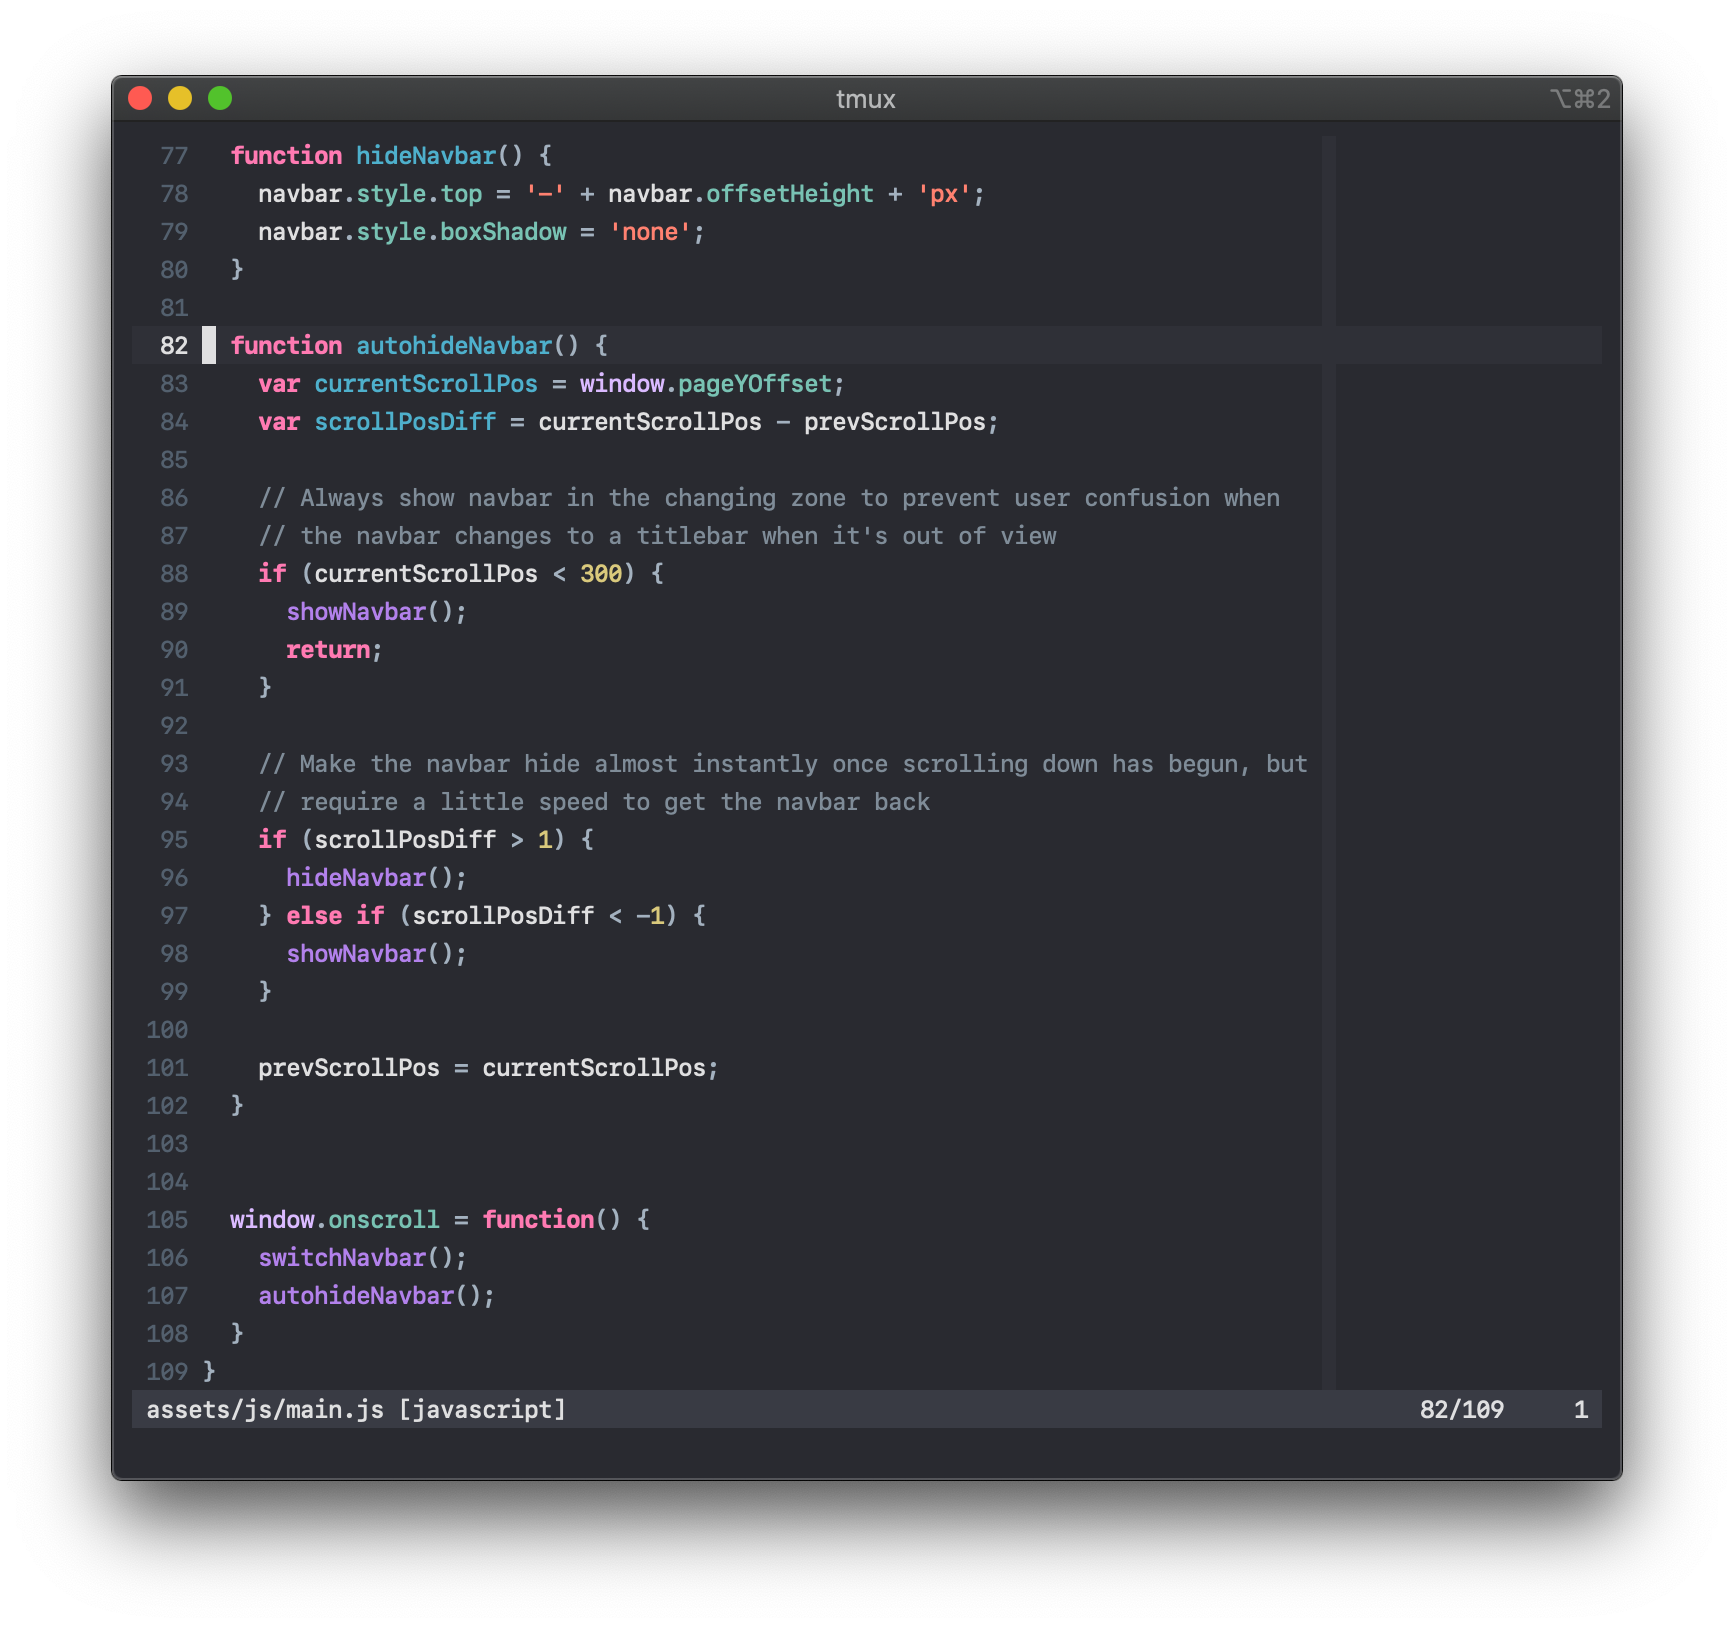 tmux ⌥⌘2
77 function hideNavbar() {
78 navbar.style.top = '-' + navbar.offsetHeight + 'px';
79 navbar.style.boxShadow = 'none';
80 }
81
82 function autohideNavbar() {
83 var currentScrollPos = window.pageYOffset;
84 var scrollPosDiff = currentScrollPos - prevScrollPos;
85
86 // Always show navbar in the changing zone to prevent user confusion when
87 // the navbar changes to a titlebar when it's out of view
88 if (currentScrollPos < 300) {
89 showNavbar();
90 return;
91 }
92
93 // Make the navbar hide almost instantly once scrolling down has begun, but
94 // require a little speed to get the navbar back
95 if (scrollPosDiff > 1) {
96 hideNavbar();
97 } else if (scrollPosDiff < -1) {
98 showNavbar();
99 }
100
101 prevScrollPos = currentScrollPos;
102 }
103
104
105 window.onscroll = function() {
106 switchNavbar();
107 autohideNavbar();
108 }
109 }
assets/js/main.js [javascript] 82/109 1